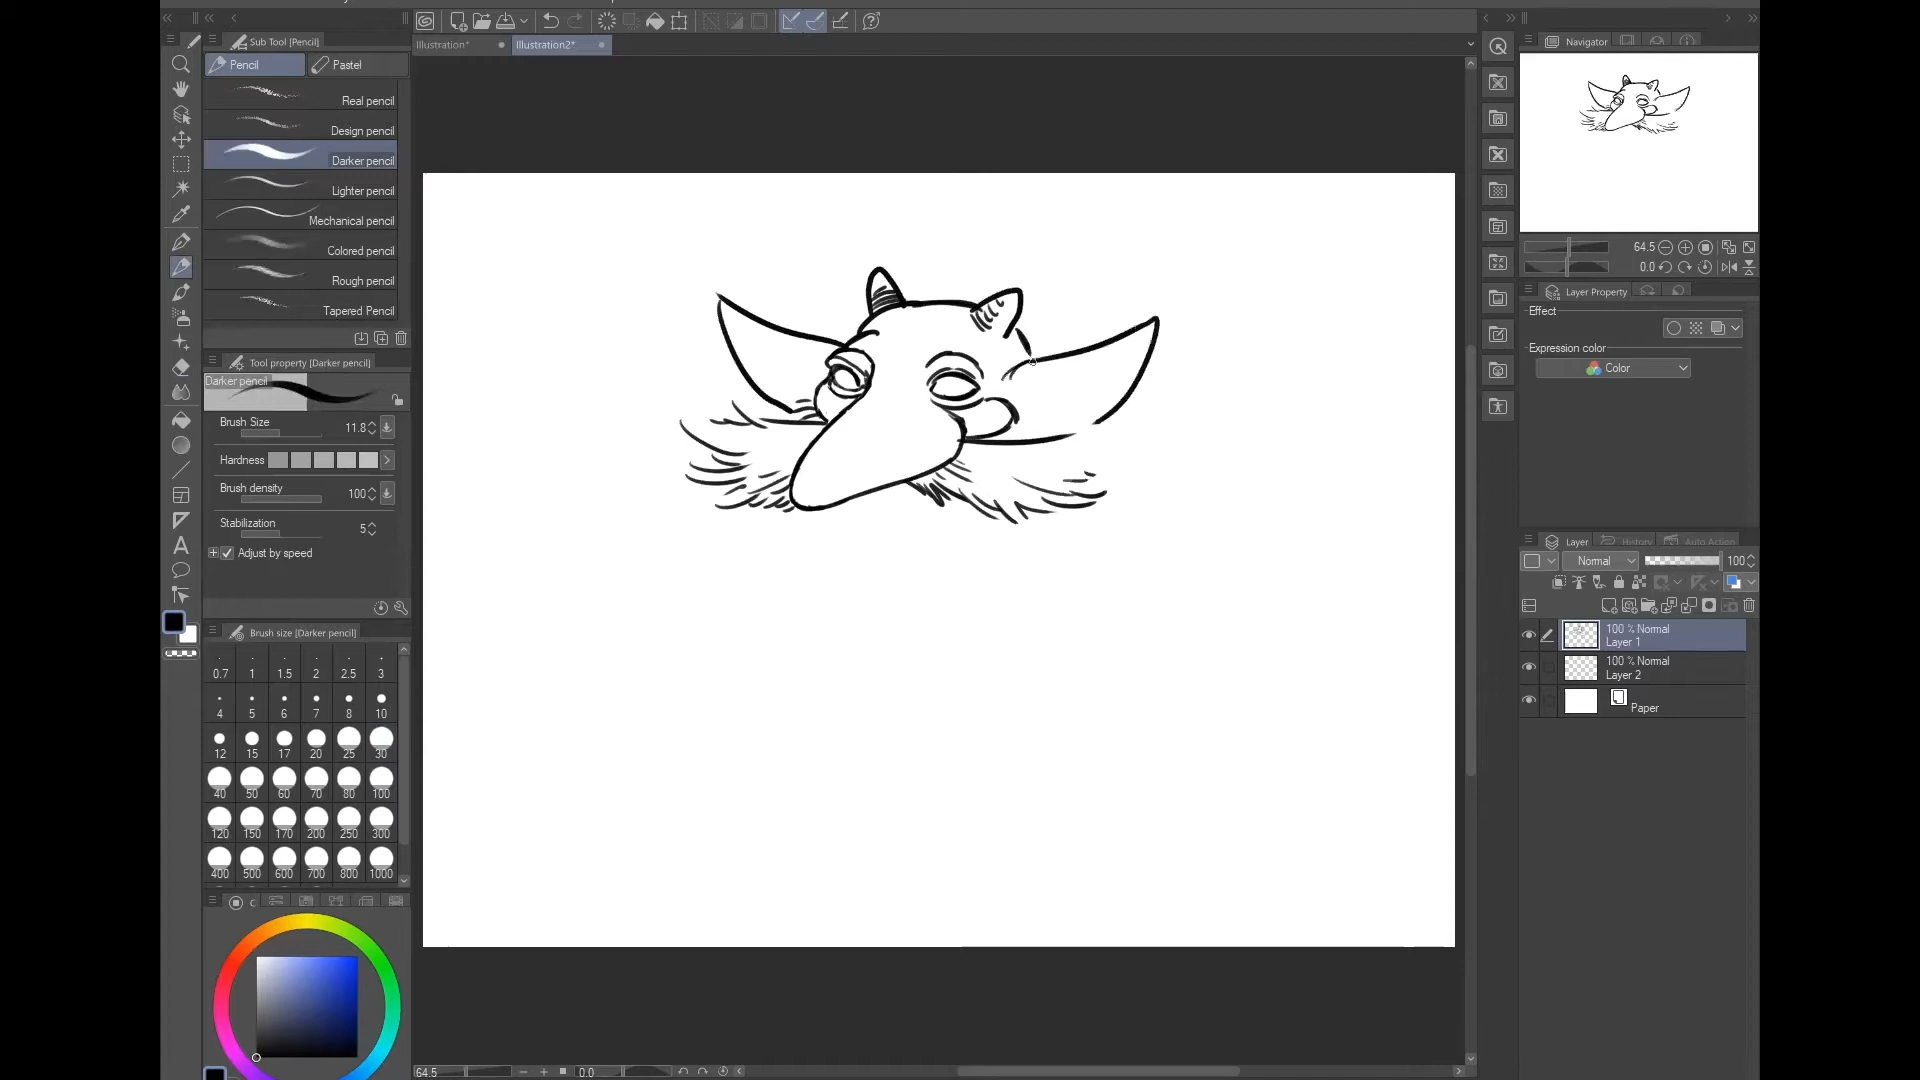 Sub Tool [Pencil]
Pencil
Pastel
Real pencil
Design pencil
Darker pencil
Lighter pencil
Mechanical pencil
Colored pencil
Rough pencil
Tapered Pencil
Tool property [Darker pencil]
Darker pencil
Brush Size 11.8
Hardness
Brush density 100
Stabilization 5
Adjust by speed
Brush size [Darker pencil]
0.7 1 1.5 2 2.5 3
4 5 6 7 8 10
12 15 17 20 25 30
40 50 60 70 80 100
120 150 170 200 250 300
400 500 600 700 800 1000
C
Illustration*
Illustration2*
64.5 0.0
Navigator
64.5
0.0
Layer Property
Effect
Expression color
Color
Layer History Auto Action
Normal 100
100 % Normal
Layer 1
100 % Normal
Layer 2
Paper